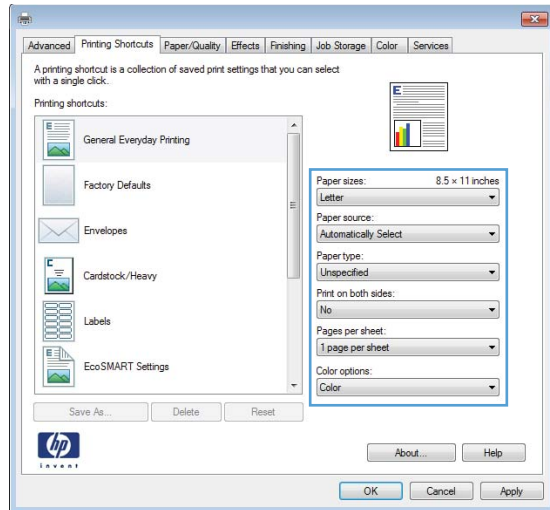 Advanced Printing Shortcuts Paper/Quality Effects Finishing Job Storage Color Services
A printing shortcut is a collection of saved print settings that you can select
with a single click.
Printing shortcuts:
E
General Everyday Printing
Factory Defaults
Envelopes
C
Cardstock/Heavy
Labels
E
EcoSMART Settings
Save As... Delete Reset
E
Paper sizes: 8.5 × 11 inches
Letter
Paper source:
Automatically Select
Paper type:
Unspecified
Print on both sides:
No
Pages per sheet:
1 page per sheet
Color options:
Color
hp
invent
About... Help
OK Cancel Apply